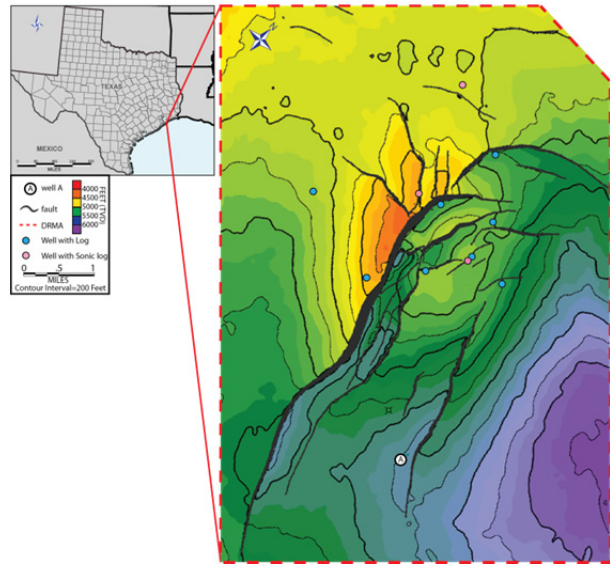 TEXAS
MEXICO
MILES
A well A
fault
DRMA
Well with Log
Well with Sonic log
4000
4500
5000
5500
6000
FEET (TVD)
0 .5 1
MILES
Contour Interval=200 Feet
A